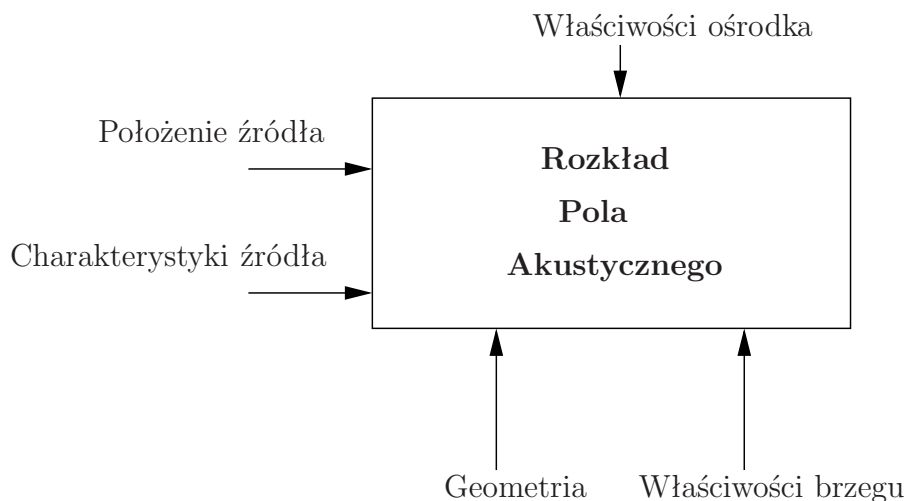 Właściwości ośrodka
Położenie źródła
Rozkład
Pola
Charakterystyki źródła
Akustycznego
Geometria
Właściwości brzegu